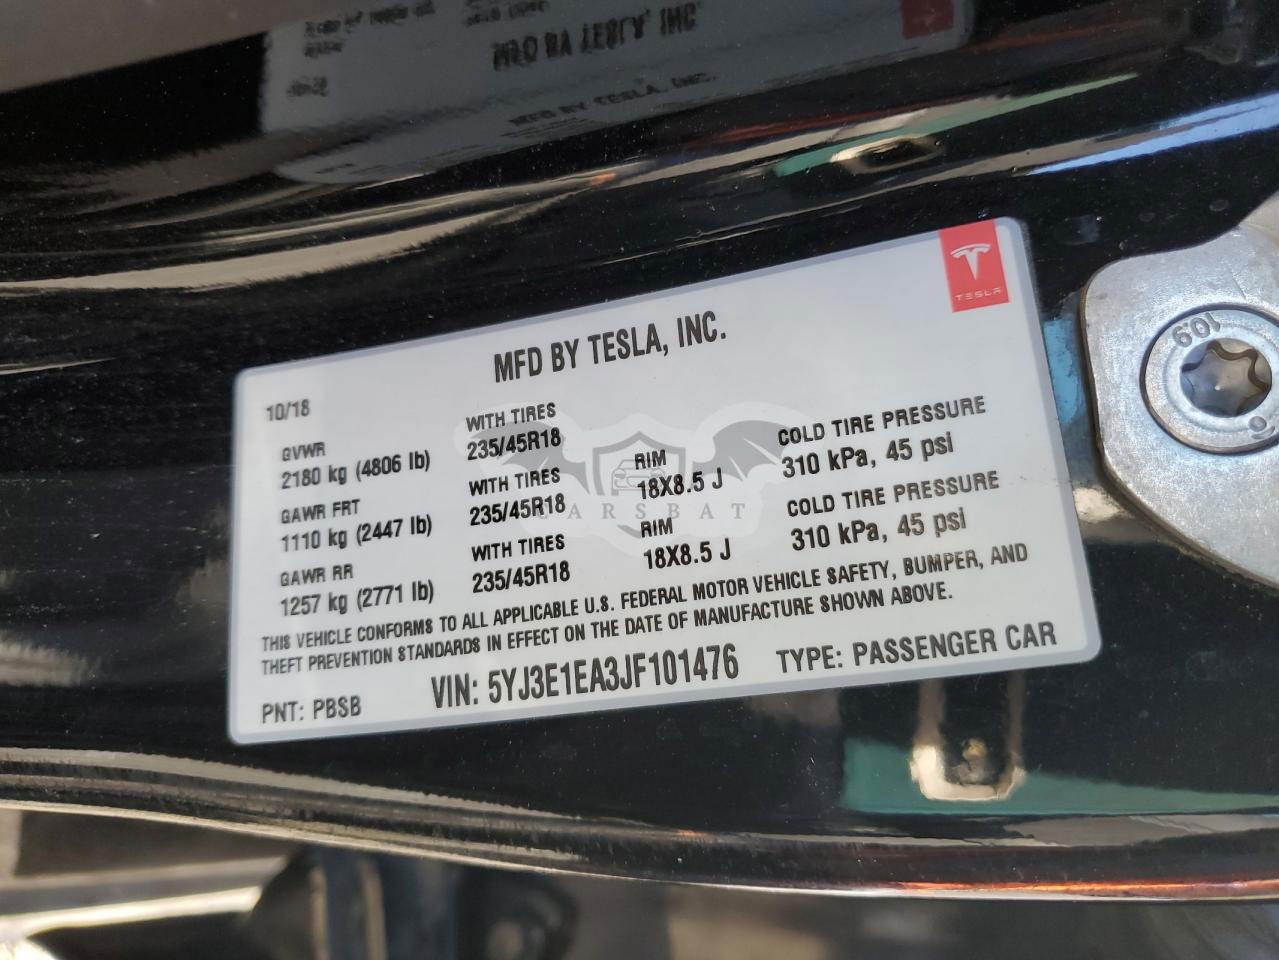 TESLA
MFD BY TESLA, INC.
10/18
GVWR
2180 kg (4806 lb)
WITH TIRES
235/45R18
GAWR FRT
1110 kg (2447 lb)
WITH TIRES
235/45R18
RIM
18X8.5 J
COLD TIRE PRESSURE
310 kPa, 45 psi
GAWR RR
1257 kg (2771 lb)
WITH TIRES
235/45R18
RIM
18X8.5 J
COLD TIRE PRESSURE
310 kPa, 45 psi
THIS VEHICLE CONFORMS TO ALL APPLICABLE U.S. FEDERAL MOTOR VEHICLE SAFETY, BUMPER, AND
THEFT PREVENTION STANDARDS IN EFFECT ON THE DATE OF MANUFACTURE SHOWN ABOVE.
PNT: PBSB
VIN: 5YJ3E1EA3JF101476
TYPE: PASSENGER CAR
CARSBAT
10.9